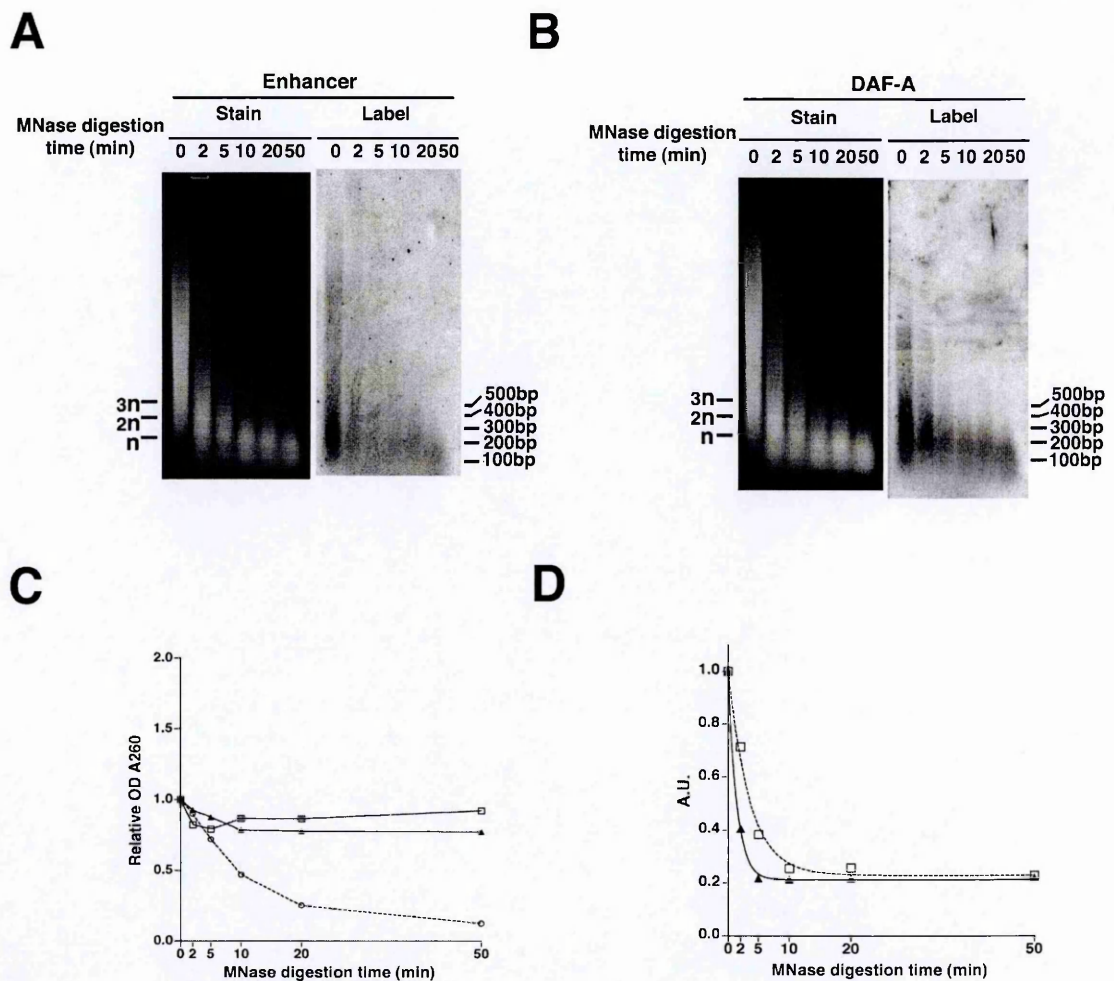 A
Enhancer
Stain Label
MNase digestion
time (min)
0 2 5 10 20 50 0 2 5 10 20 50
3n
2n
n
500bp
400bp
300bp
200bp
100bp
B
DAF-A
Stain Label
MNase digestion
time (min)
0 2 5 10 20 50 0 2 5 10 20 50
3n
2n
n
500bp
400bp
300bp
200bp
100bp
C
Relative OD A260
2.0
1.5
1.0
0.5
0.0
0 2 5 10 20 50
MNase digestion time (min)
D
A.U.
1.0
0.8
0.6
0.4
0.2
0.0
0 2 5 10 20 50
MNase digestion time (min)